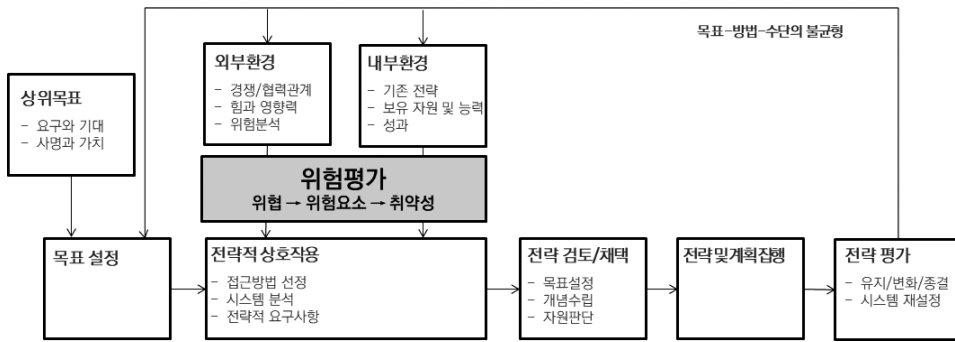 목표-방법-수단의 불균형
외부환경
- 경쟁/협력관계
- 힘과 영향력
- 위험분석
내부환경
- 기존 전략
- 보유 자원 및 능력
- 성과
상위목표
- 요구와 기대
- 사명과 가치
위험평가
위협 → 위험요소 → 취약성
목표 설정
전략적 상호작용
- 접근방법 선정
- 시스템 분석
- 전략적 요구사항
전략 검토/채택
- 목표설정
- 개념수립
- 자원판단
전략 및 계획 집행
전략 평가
- 유지/변화/종결
- 시스템 재설정